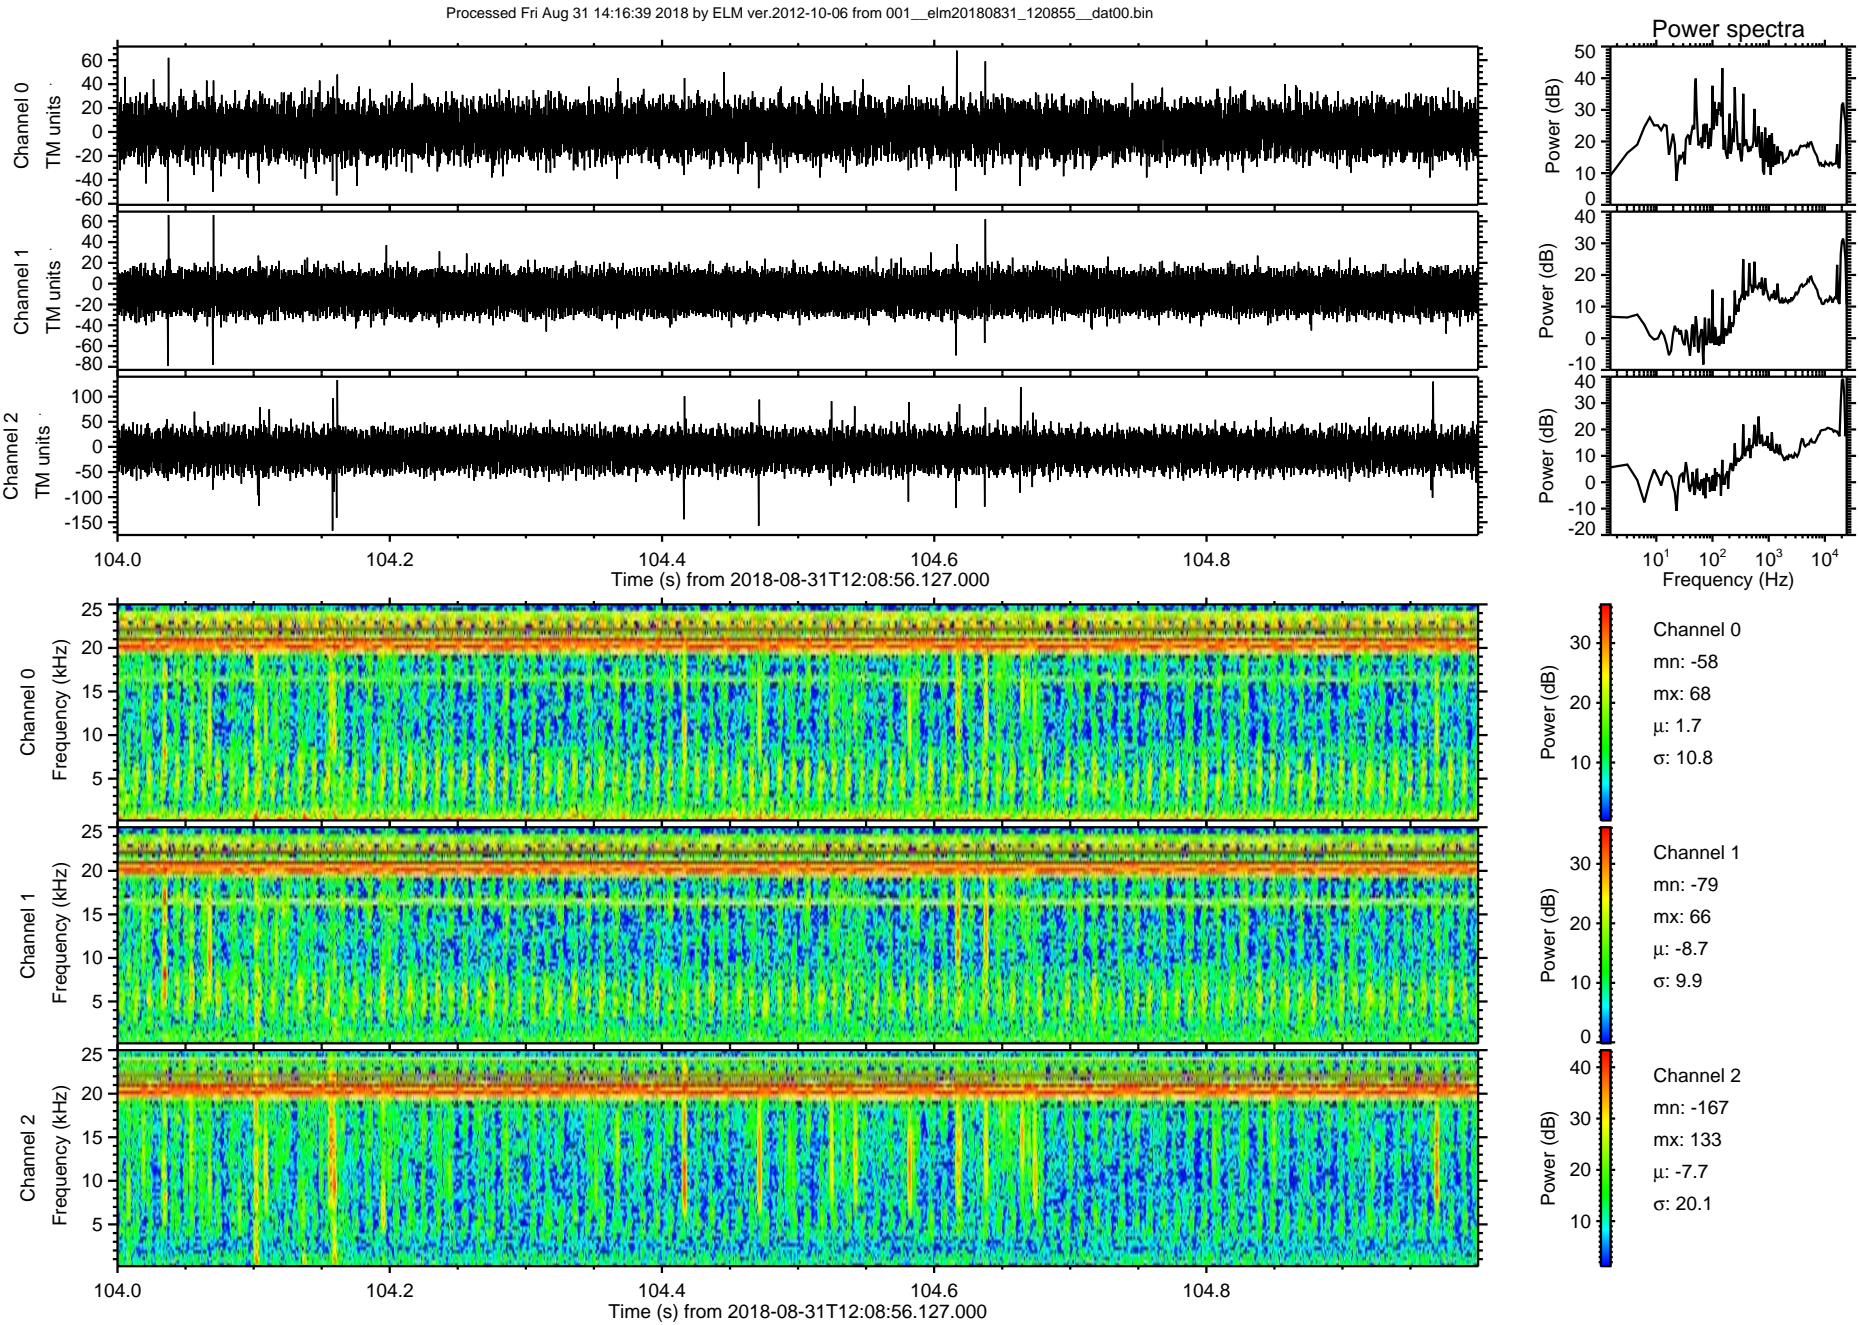 Processed Fri Aug 31 14:16:39 2018 by ELM ver.2012-10-06 from 001__elm20180831_120855__dat00.bin
Power spectra
Channel 0
TM units
60
40
20
0
-20
-40
-60
Power (dB)
50
40
30
20
10
0
Channel 1
TM units
60
40
20
0
-20
-40
-60
-80
Power (dB)
40
30
20
10
0
-10
Channel 2
TM units
100
50
0
-50
-100
-150
Power (dB)
40
30
20
10
0
-10
-20
104.0 104.2 104.4 104.6 104.8
Time (s) from 2018-08-31T12:08:56.127.000
10^1 10^2 10^3 10^4
Frequency (Hz)
Channel 0
Frequency (kHz)
25
20
15
10
5
Power (dB)
30
20
10
Channel 0
mn: -58
mx: 68
μ: 1.7
σ: 10.8
Channel 1
Frequency (kHz)
25
20
15
10
5
Power (dB)
30
20
10
0
Channel 1
mn: -79
mx: 66
μ: -8.7
σ: 9.9
Channel 2
Frequency (kHz)
25
20
15
10
5
Power (dB)
40
30
20
10
Channel 2
mn: -167
mx: 133
μ: -7.7
σ: 20.1
104.0 104.2 104.4 104.6 104.8
Time (s) from 2018-08-31T12:08:56.127.000